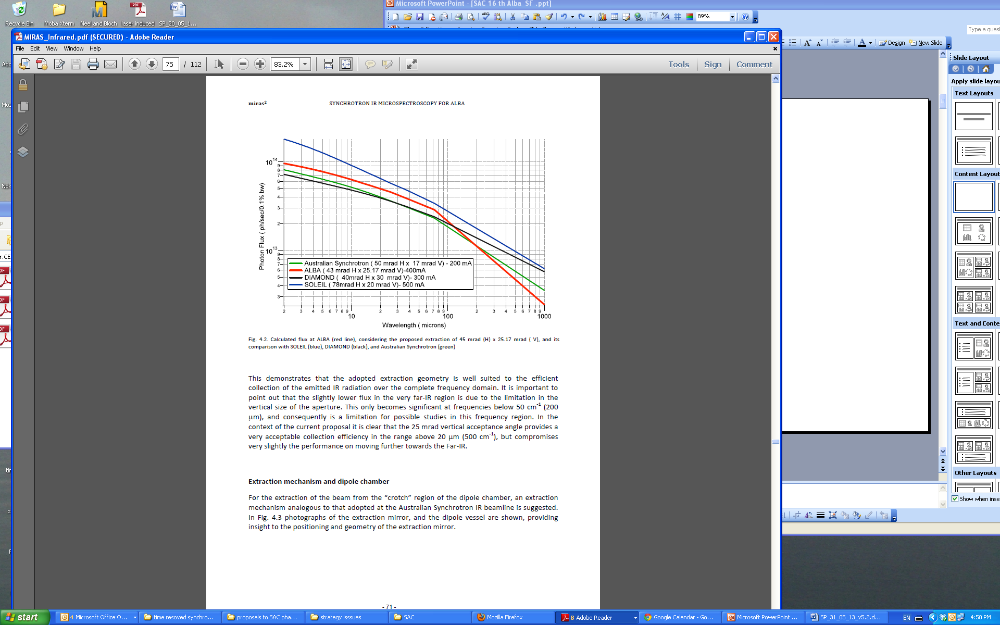 Recycle Bin
Moba Xterm
Neel and Bloch
laser induced
SP_20_05_1...
Microsoft PowerPoint - [SAC 16 th Alba SF .ppt]
89%
Type a quest
Design
New Slide
MIRAS_Infrared.pdf (SECURED) - Adobe Reader
File Edit View Window Help
75 / 112
83.2%
Tools Sign Comment
Slide Layout
Apply slide layou
Text Layouts
Content Layout
Text and Conte
Other Layouts
Show when inse
miras2
SYNCHROTRON IR MICROSPECTROSCOPY FOR ALBA
Photon Flux ( ph/sec/0.1% bw)
10^14
9
8
7
6
5
4
3
2
10^13
9
8
7
6
5
4
3
Australian Synchrotron ( 50 mrad H x 17 mrad V) - 200 mA
ALBA ( 43 mrad H x 25.17 mrad V)-400mA
DIAMOND ( 40mrad H x 30 mrad V)- 300 mA
SOLEIL ( 78mrad H x 20 mrad V)- 500 mA
2 3 4 5 6 7 8 9 10 2 3 4 5 6 7 8 9 100 2 3 4 5 6 7 8 9 1000
Wavelength ( microns)
Fig. 4.2. Calculated flux at ALBA (red line), considering the proposed extraction of 45 mrad (H) x 25.17 mrad ( V), and its
comparison with SOLEIL (blue), DIAMOND (black), and Australian Synchrotron (green)
This demonstrates that the adopted extraction geometry is well suited to the efficient
collection of the emitted IR radiation over the complete frequency domain. It is important to
point out that the slightly lower flux in the very far-IR region is due to the limitation in the
vertical size of the aperture. This only becomes significant at frequencies below 50 cm-1 (200
µm), and consequently is a limitation for possible studies in this frequency region. In the
context of the current proposal it is clear that the 25 mrad vertical acceptance angle provides a
very acceptable collection efficiency in the range above 20 µm (500 cm-1), but compromises
very slightly the performance on moving further towards the Far-IR.
Extraction mechanism and dipole chamber
For the extraction of the beam from the “crotch” region of the dipole chamber, an extraction
mechanism analogous to that adopted at the Australian Synchrotron IR beamline is suggested.
In Fig. 4.3 photographs of the extraction mirror, and the dipole vessel are shown, providing
insight to the positioning and geometry of the extraction mirror.
- 71 -
start
4 Microsoft Office O...
time resoved synchro...
proposals to SAC pha...
strategy isssues
SAC
Mozilla Firefox
8 Adobe Reader
Google Calendar - Go...
Microsoft PowerPoint ...
SP_31_05_13_v5.2.d...
EN
4:50 PM